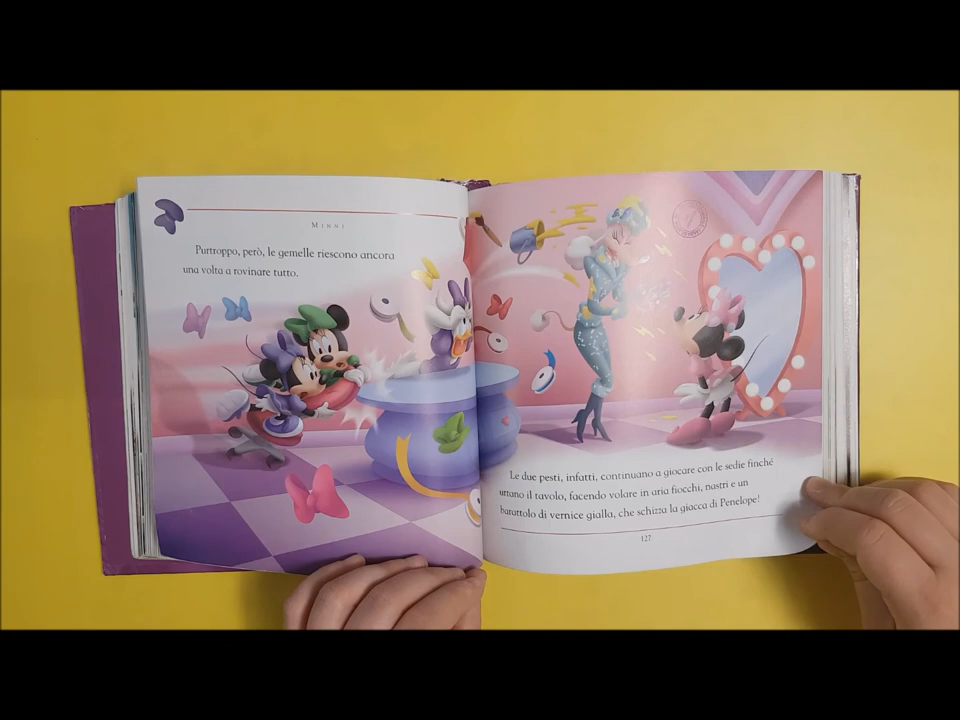 MINNI
Purtroppo, però, le gemelle riescono ancora
una volta a rovinare tutto.
Le due pesti, infatti, continuano a giocare con le sedie finché
urtano il tavolo, facendo volare in aria fiocchi, nastri e un
barattolo di vernice gialla, che schizza la giacca di Penelope!
127